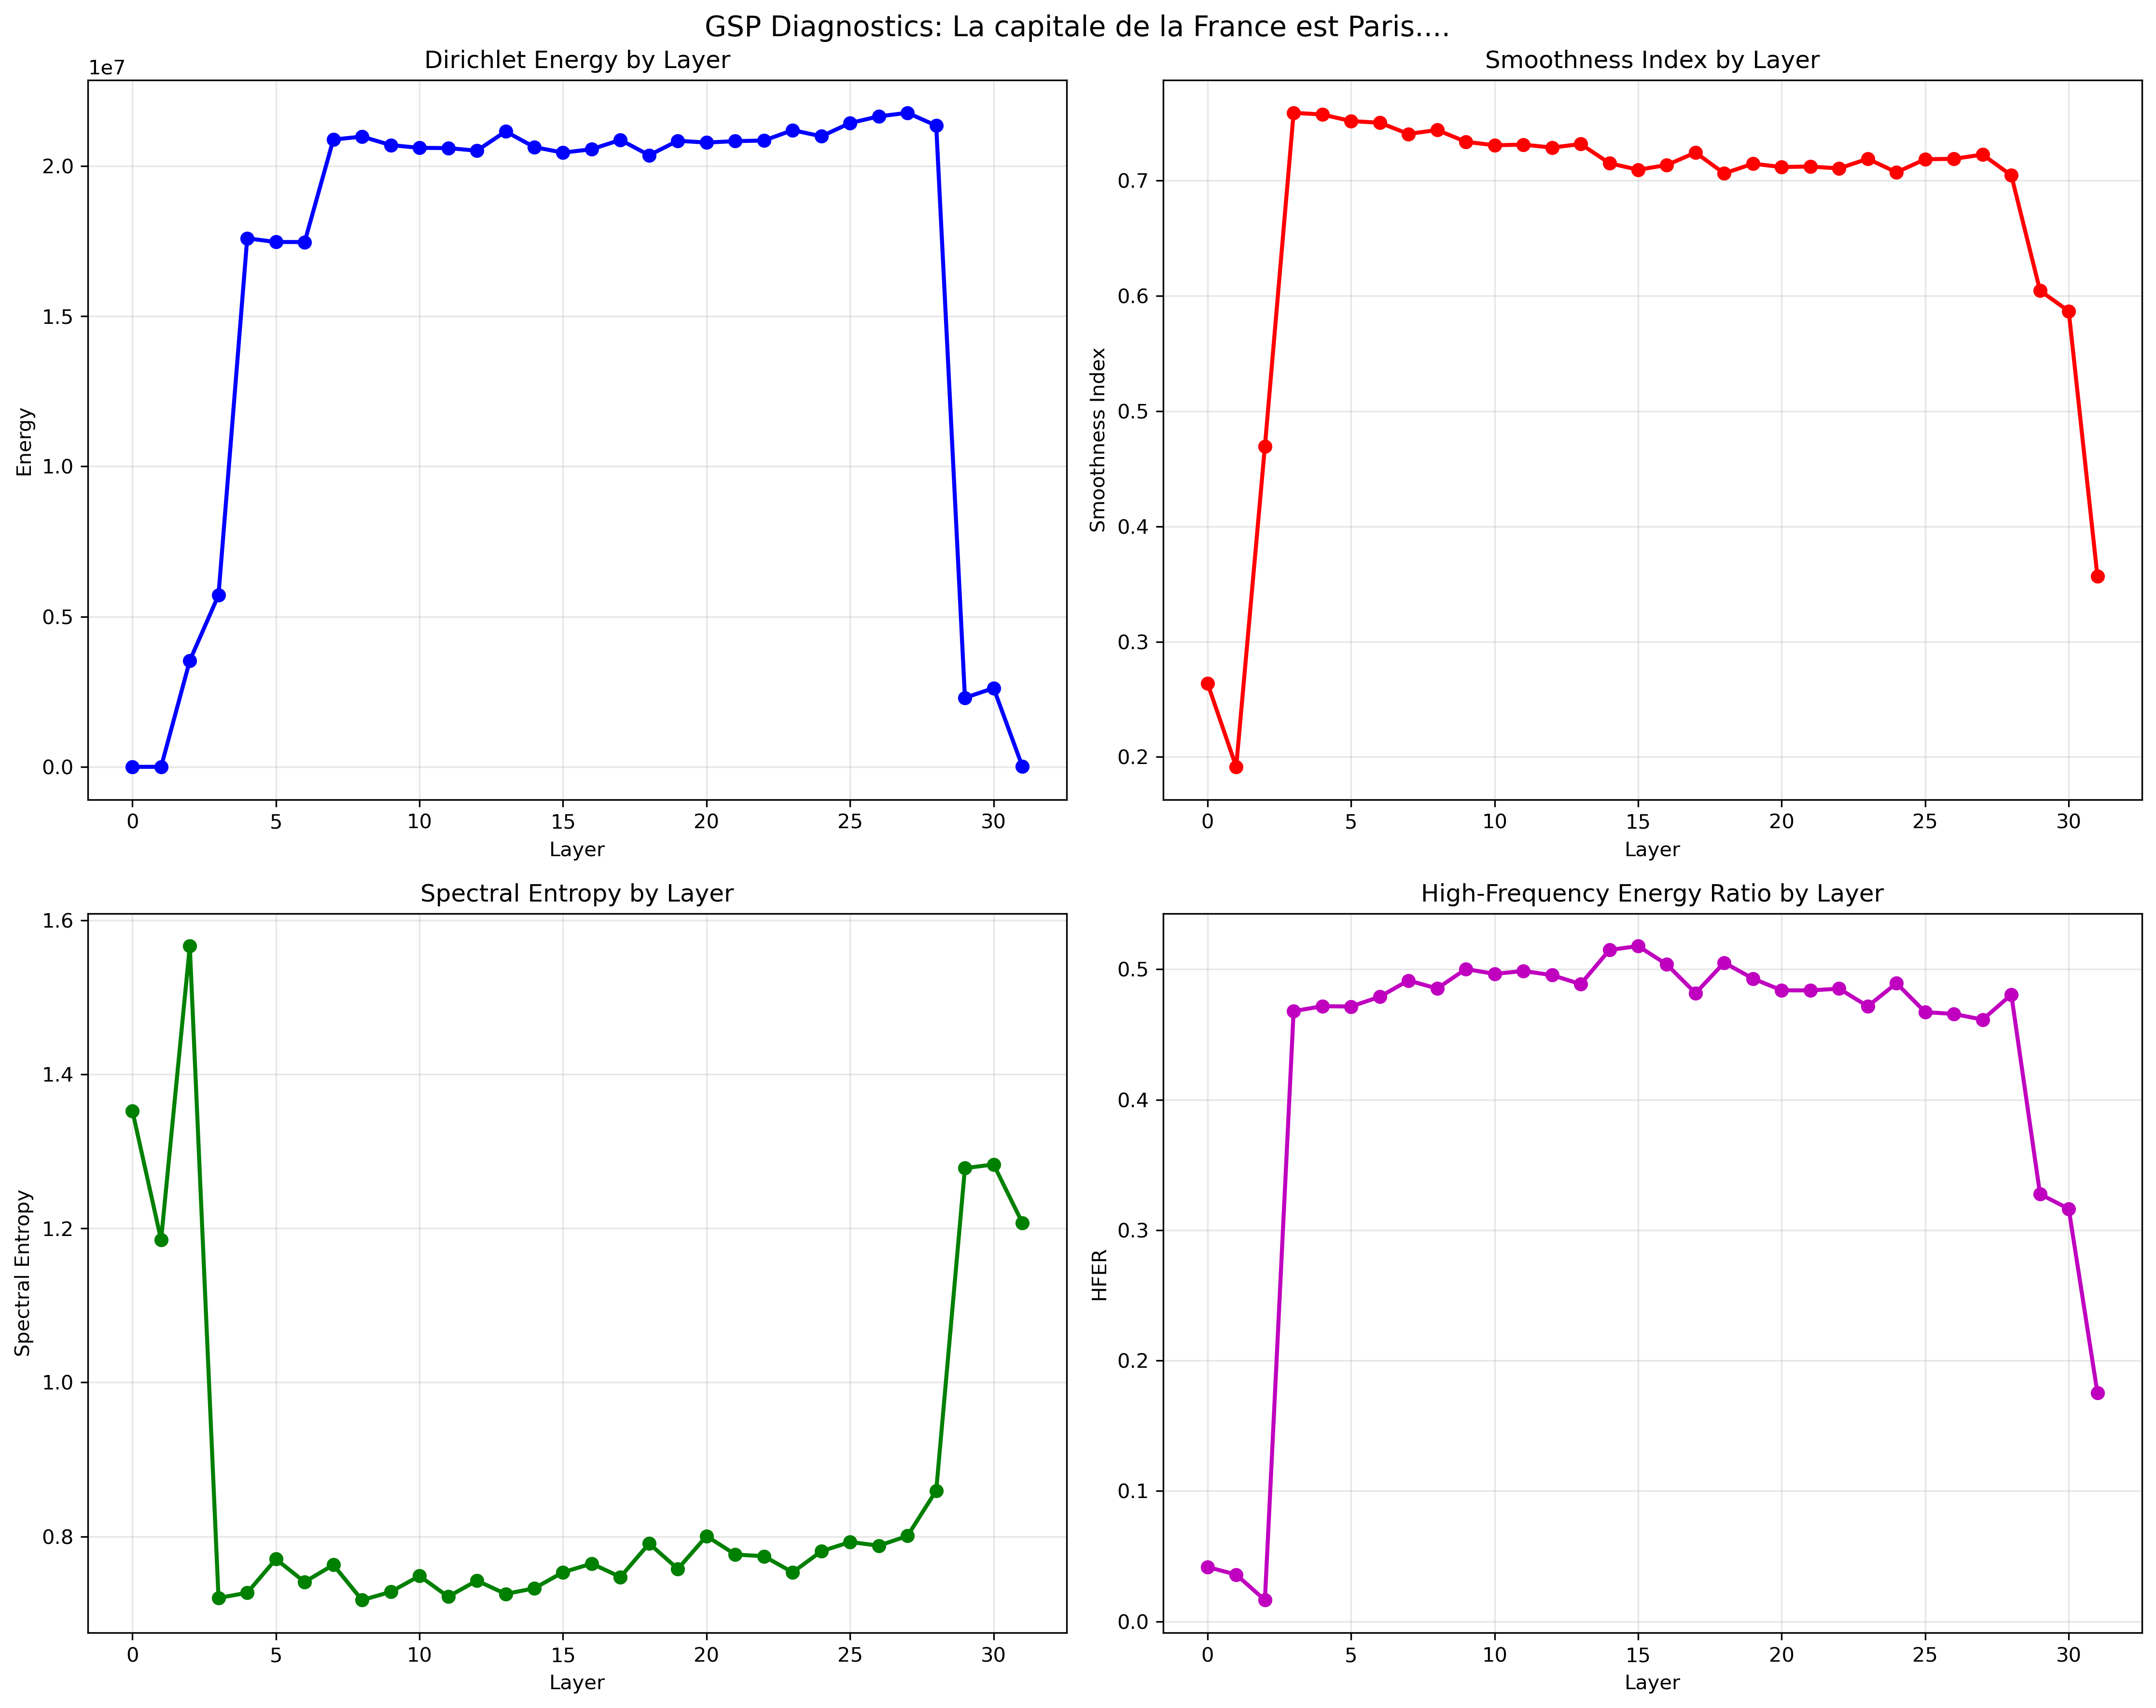 GSP Diagnostics: La capitale de la France est Paris....
Dirichlet Energy by Layer
1e7
2.0
1.5
1.0
0.5
0.0
Energy
0 5 10 15 20 25 30
Layer
Smoothness Index by Layer
0.7
0.6
0.5
0.4
0.3
0.2
Smoothness Index
0 5 10 15 20 25 30
Layer
Spectral Entropy by Layer
1.6
1.4
1.2
1.0
0.8
Spectral Entropy
0 5 10 15 20 25 30
Layer
High-Frequency Energy Ratio by Layer
0.5
0.4
0.3
0.2
0.1
0.0
HFER
0 5 10 15 20 25 30
Layer